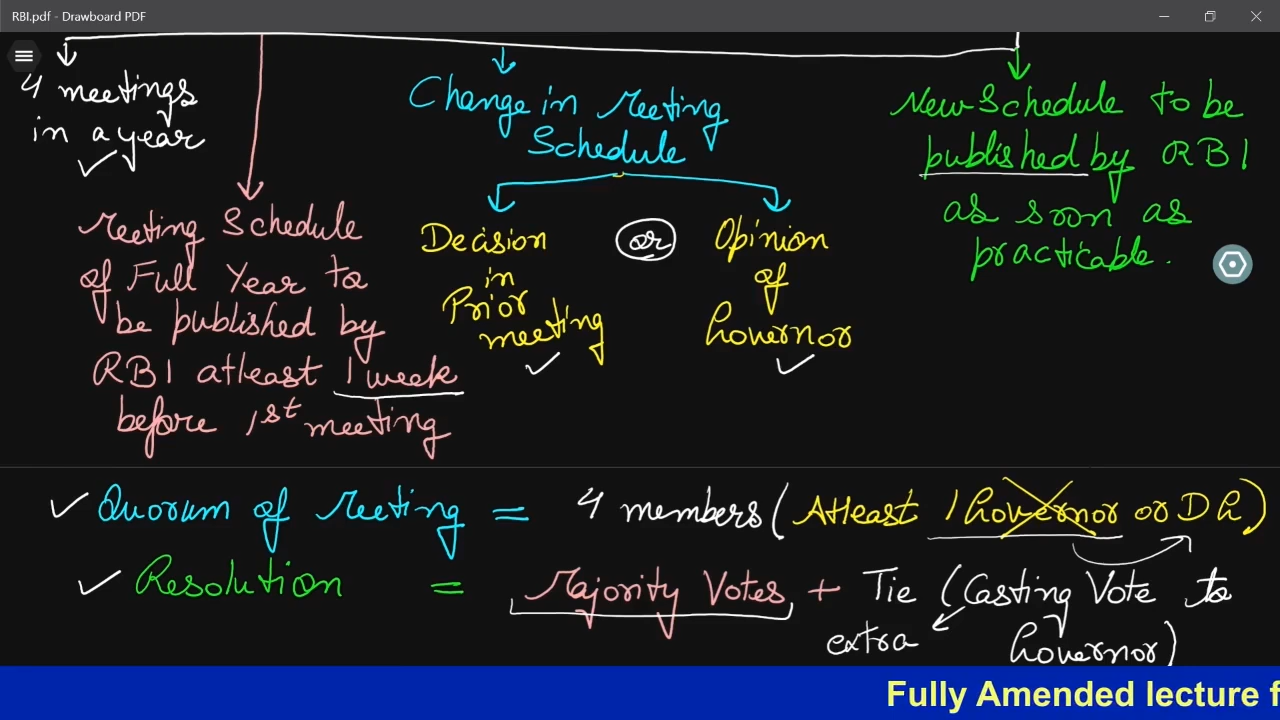 RBI.pdf - Drawboard PDF
4 meetings
in a year
Meeting Schedule
of Full Year to
be published by
RBI atleast 1 week
before 1st meeting
Change in Meeting
Schedule
Decision
in
Prior
meeting
or
Opinion
of
Governor
New Schedule to be
published by RBI
as soon as
practicable.
Quorum of Meeting = 4 members (Atleast 1 Governor or DG)
Resolution = Majority Votes + Tie (Casting Vote to
extra Governor)
Fully Amended lecture f